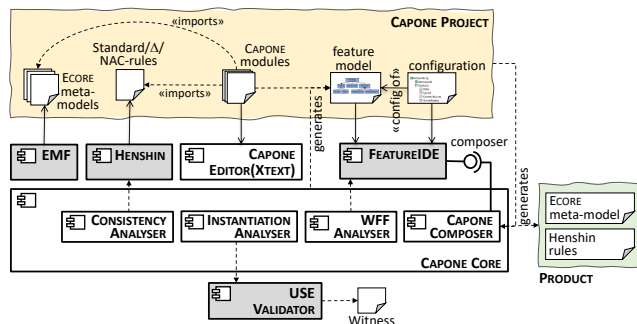 CAPONE PROJECT
«imports»
Standard/Δ/
NAC-rules
CAPONE
modules
feature
model
configuration
ECORE
meta-
models
«imports»
«config of»
generates
composer
EMF
HENSHIN
CAPONE
EDITOR(XTEXT)
FEATUREIDE
generates
CONSISTENCY
ANALYSER
INSTANTIATION
ANALYSER
WFF
ANALYSER
CAPONE
COMPOSER
CAPONE CORE
ECORE
meta-model
Henshin
rules
PRODUCT
USE
VALIDATOR
Witness